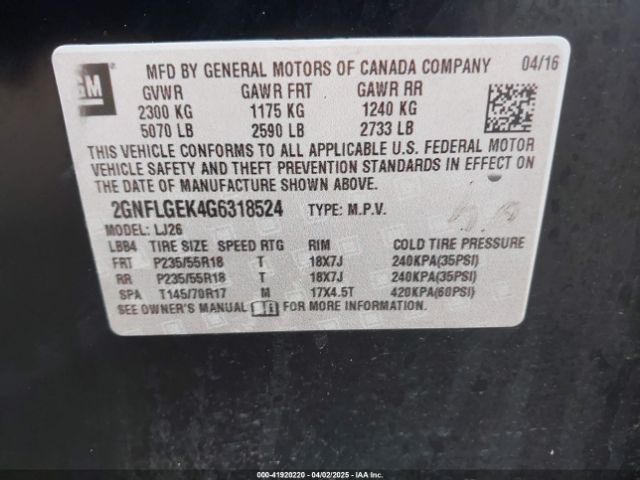 GM
MFD BY GENERAL MOTORS OF CANADA COMPANY 04/16
GVWR GAWR FRT GAWR RR
2300 KG 1175 KG 1240 KG
5070 LB 2590 LB 2733 LB
THIS VEHICLE CONFORMS TO ALL APPLICABLE U.S. FEDERAL MOTOR
VEHICLE SAFETY AND THEFT PREVENTION STANDARDS IN EFFECT ON
THE DATE OF MANUFACTURE SHOWN ABOVE.
2GNFLGEK4G6318524 TYPE: M.P.V.
MODEL: LJ26
LBB4 TIRE SIZE SPEED RTG RIM COLD TIRE PRESSURE
FRT P235/55R18 T 18X7J 240KPA(35PSI)
RR P235/55R18 T 18X7J 240KPA(35PSI)
SPA T145/70R17 M 17X4.5T 420KPA(60PSI)
SEE OWNER'S MANUAL FOR MORE INFORMATION.
000-41920220 - 04/02/2025 - IAA Inc.